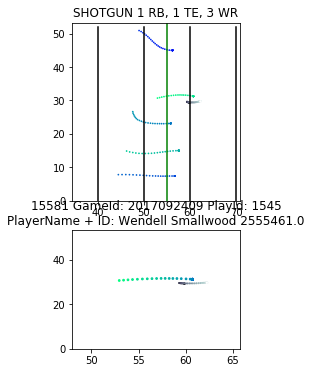 SHOTGUN 1 RB, 1 TE, 3 WR
50
40
30
20
10
0
40 50 60 70
15581 GameId: 2017092409 PlayId: 1545
PlayerName + ID: Wendell Smallwood 2555461.0
40
20
0
50 55 60 65